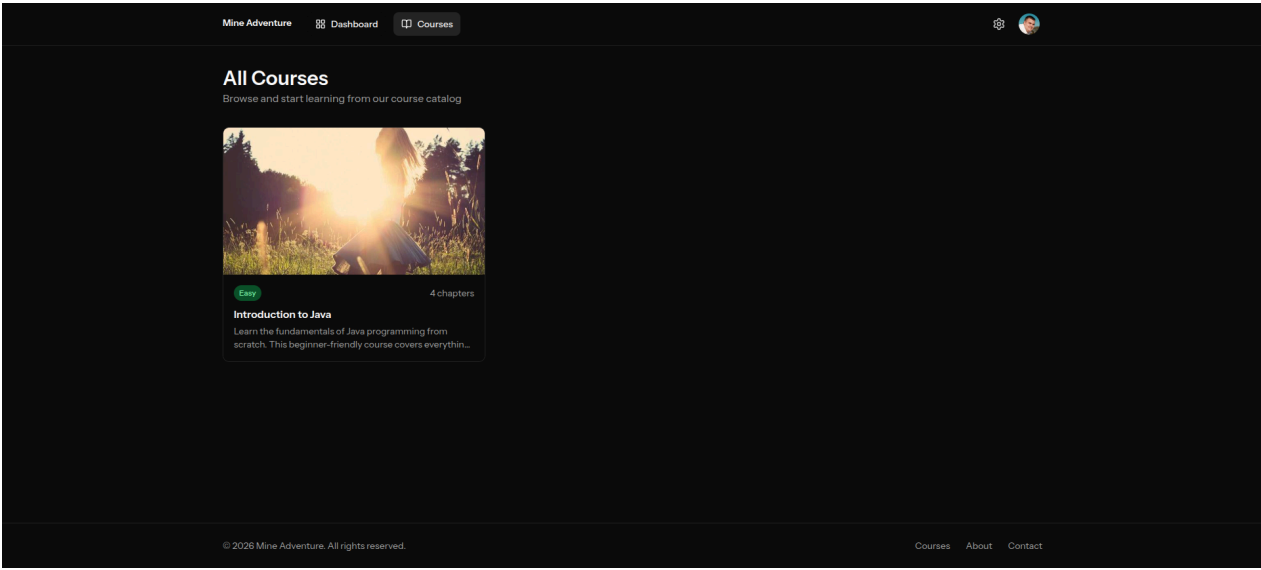 Mine Adventure
Dashboard
Courses
All Courses
Browse and start learning from our course catalog
Easy
4 chapters
Introduction to Java
Learn the fundamentals of Java programming from
scratch. This beginner-friendly course covers everythin...
© 2026 Mine Adventure. All rights reserved.
Courses
About
Contact